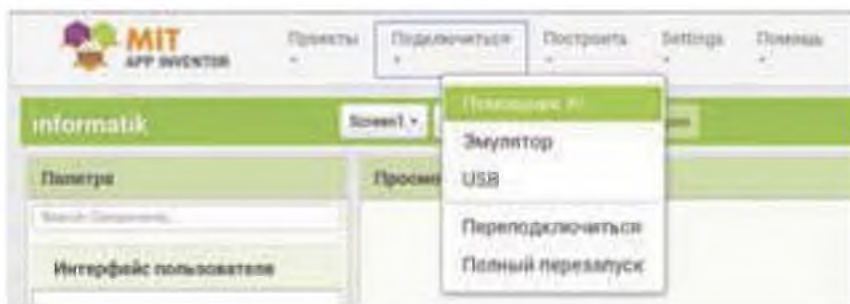 MIT
APP INVENTOR
Проекты Подключиться Построить Settings Помощь
Помощник AI
informatik Screen1
Эмулятор
Палитра
USB
Search Components...
Переподключиться
Интерфейс пользователя
Полный перезапуск